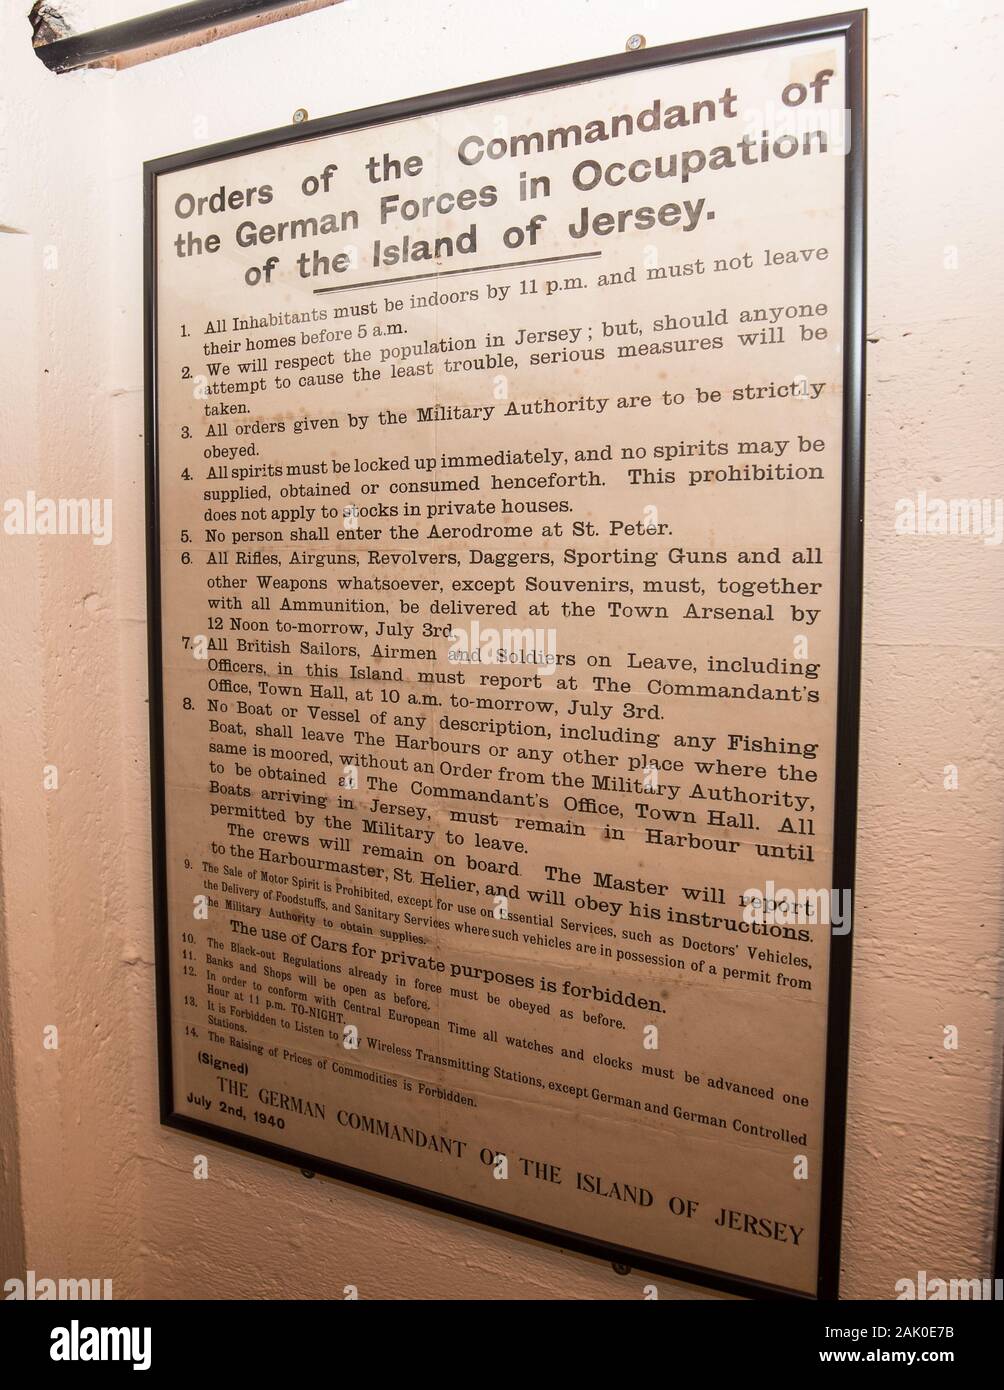 Orders of the Commandant of
the German Forces in Occupation
of the Island of Jersey.
1. All Inhabitants must be indoors by 11 p.m. and must not leave
their homes before 5 a.m.
2. We will respect the population in Jersey ; but, should anyone
attempt to cause the least trouble, serious measures will be
taken.
3. All orders given by the Military Authority are to be strictly
obeyed.
4. All spirits must be locked up immediately, and no spirits may be
supplied, obtained or consumed henceforth. This prohibition
does not apply to stocks in private houses.
5. No person shall enter the Aerodrome at St. Peter.
6. All Rifles, Airguns, Revolvers, Daggers, Sporting Guns and all
other Weapons whatsoever, except Souvenirs, must, together
with all Ammunition, be delivered at the Town Arsenal by
12 Noon to-morrow, July 3rd.
7. All British Sailors, Airmen and Soldiers on Leave, including
Officers, in this Island must report at The Commandant's
Office, Town Hall, at 10 a.m. to-morrow, July 3rd.
8. No Boat or Vessel of any description, including any Fishing
Boat, shall leave The Harbours or any other place where the
same is moored, without an Order from the Military Authority,
to be obtained at The Commandant's Office, Town Hall. All
Boats arriving in Jersey, must remain in Harbour until
permitted by the Military to leave.
The crews will remain on board. The Master will report
to the Harbourmaster, St. Helier, and will obey his instructions.
9. The Sale of Motor Spirit is Prohibited, except for use on Essential Services, such as Doctors' Vehicles,
the Delivery of Foodstuffs, and Sanitary Services where such vehicles are in possession of a permit from
the Military Authority to obtain supplies.
The use of Cars for private purposes is forbidden.
10. The Black-out Regulations already in force must be obeyed as before.
11. Banks and Shops will be open as before.
12. In order to conform with Central European Time all watches and clocks must be advanced one
Hour at 11 p.m. TO-NIGHT.
13. It is Forbidden to Listen to any Wireless Transmitting Stations, except German and German Controlled
Stations.
14. The Raising of Prices of Commodities is Forbidden.
(Signed)
THE GERMAN COMMANDANT OF THE ISLAND OF JERSEY
July 2nd, 1940
alamy
a
Image ID: 2AK0E7B
www.alamy.com